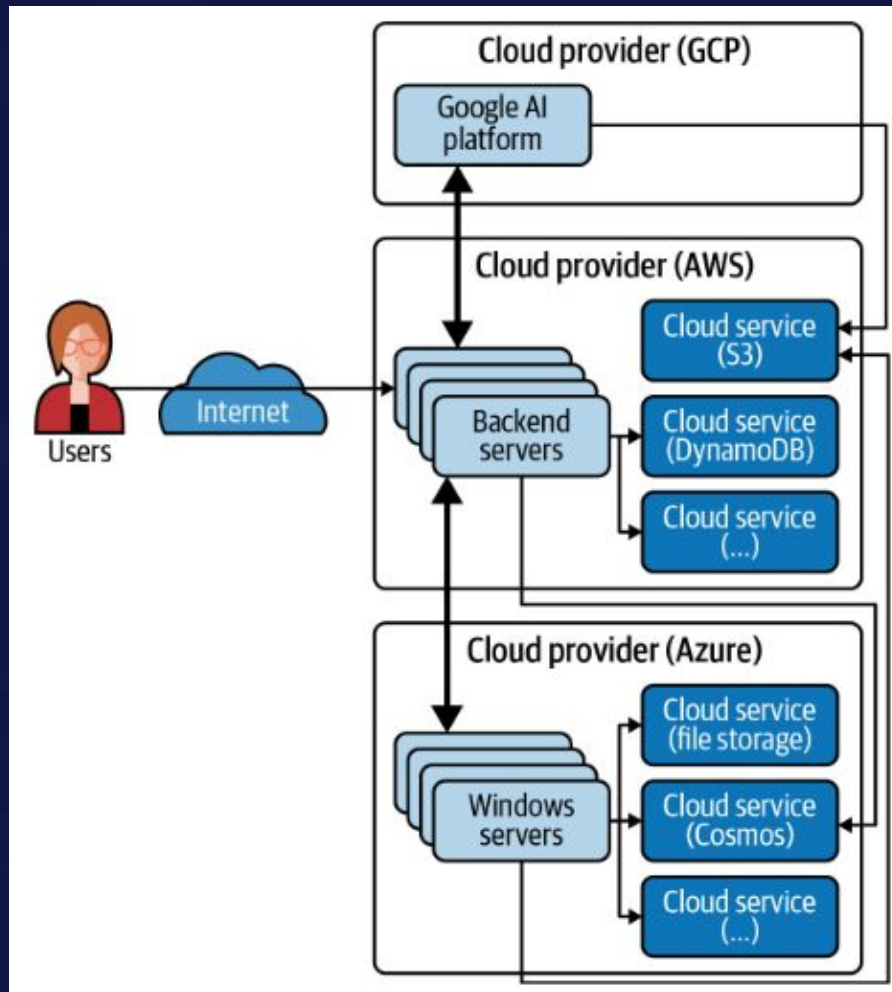 Cloud provider (GCP)
Google AI
platform
Cloud provider (AWS)
Cloud service
(S3)
Users
Internet
Backend
servers
Cloud service
(DynamoDB)
Cloud service
(...)
Cloud provider (Azure)
Cloud service
(file storage)
Windows
servers
Cloud service
(Cosmos)
Cloud service
(...)